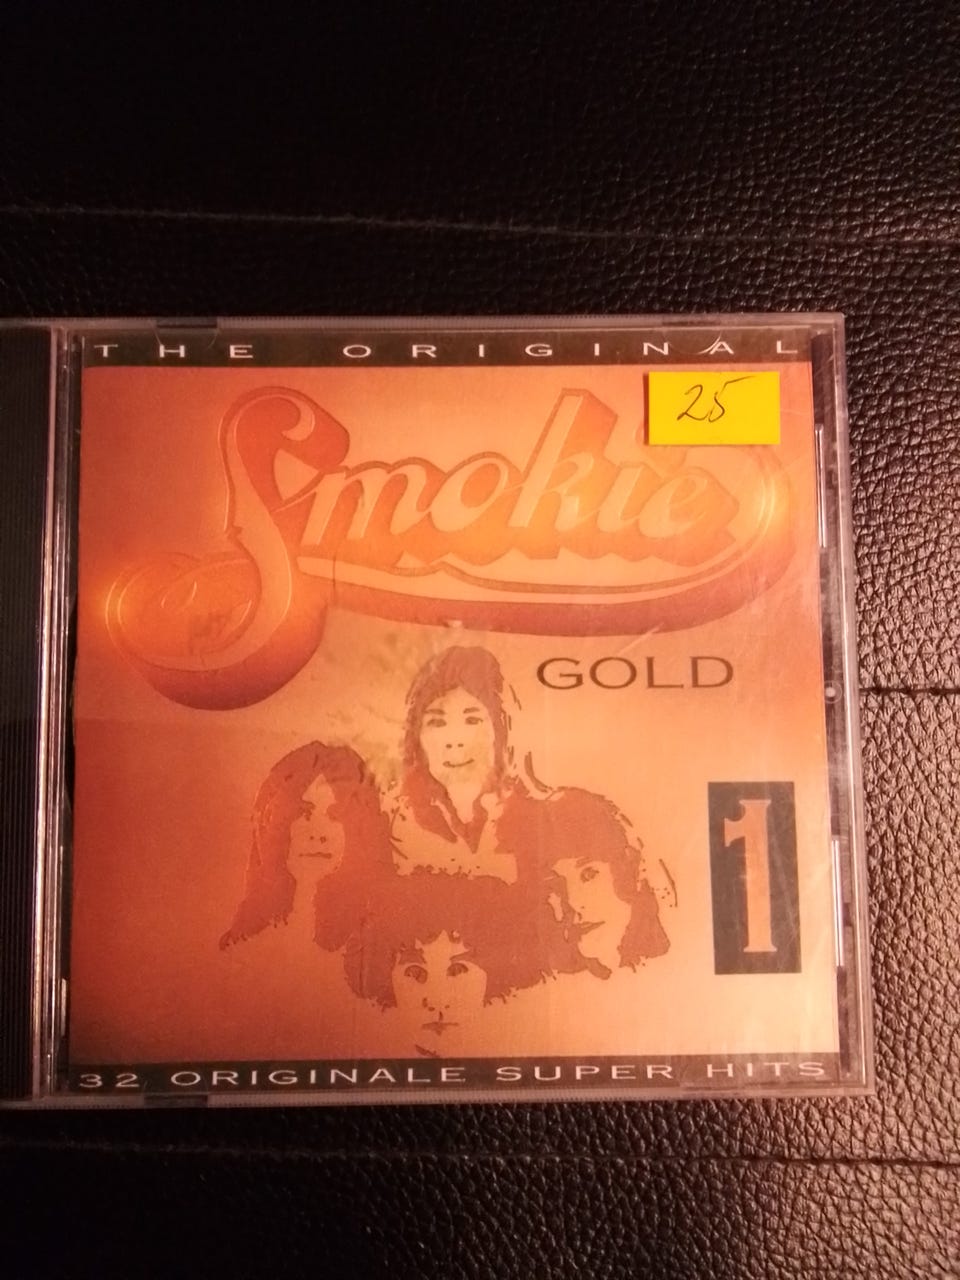 THE ORIGINAL
25
Smokie
GOLD
1
32 ORIGINALE SUPER HITS